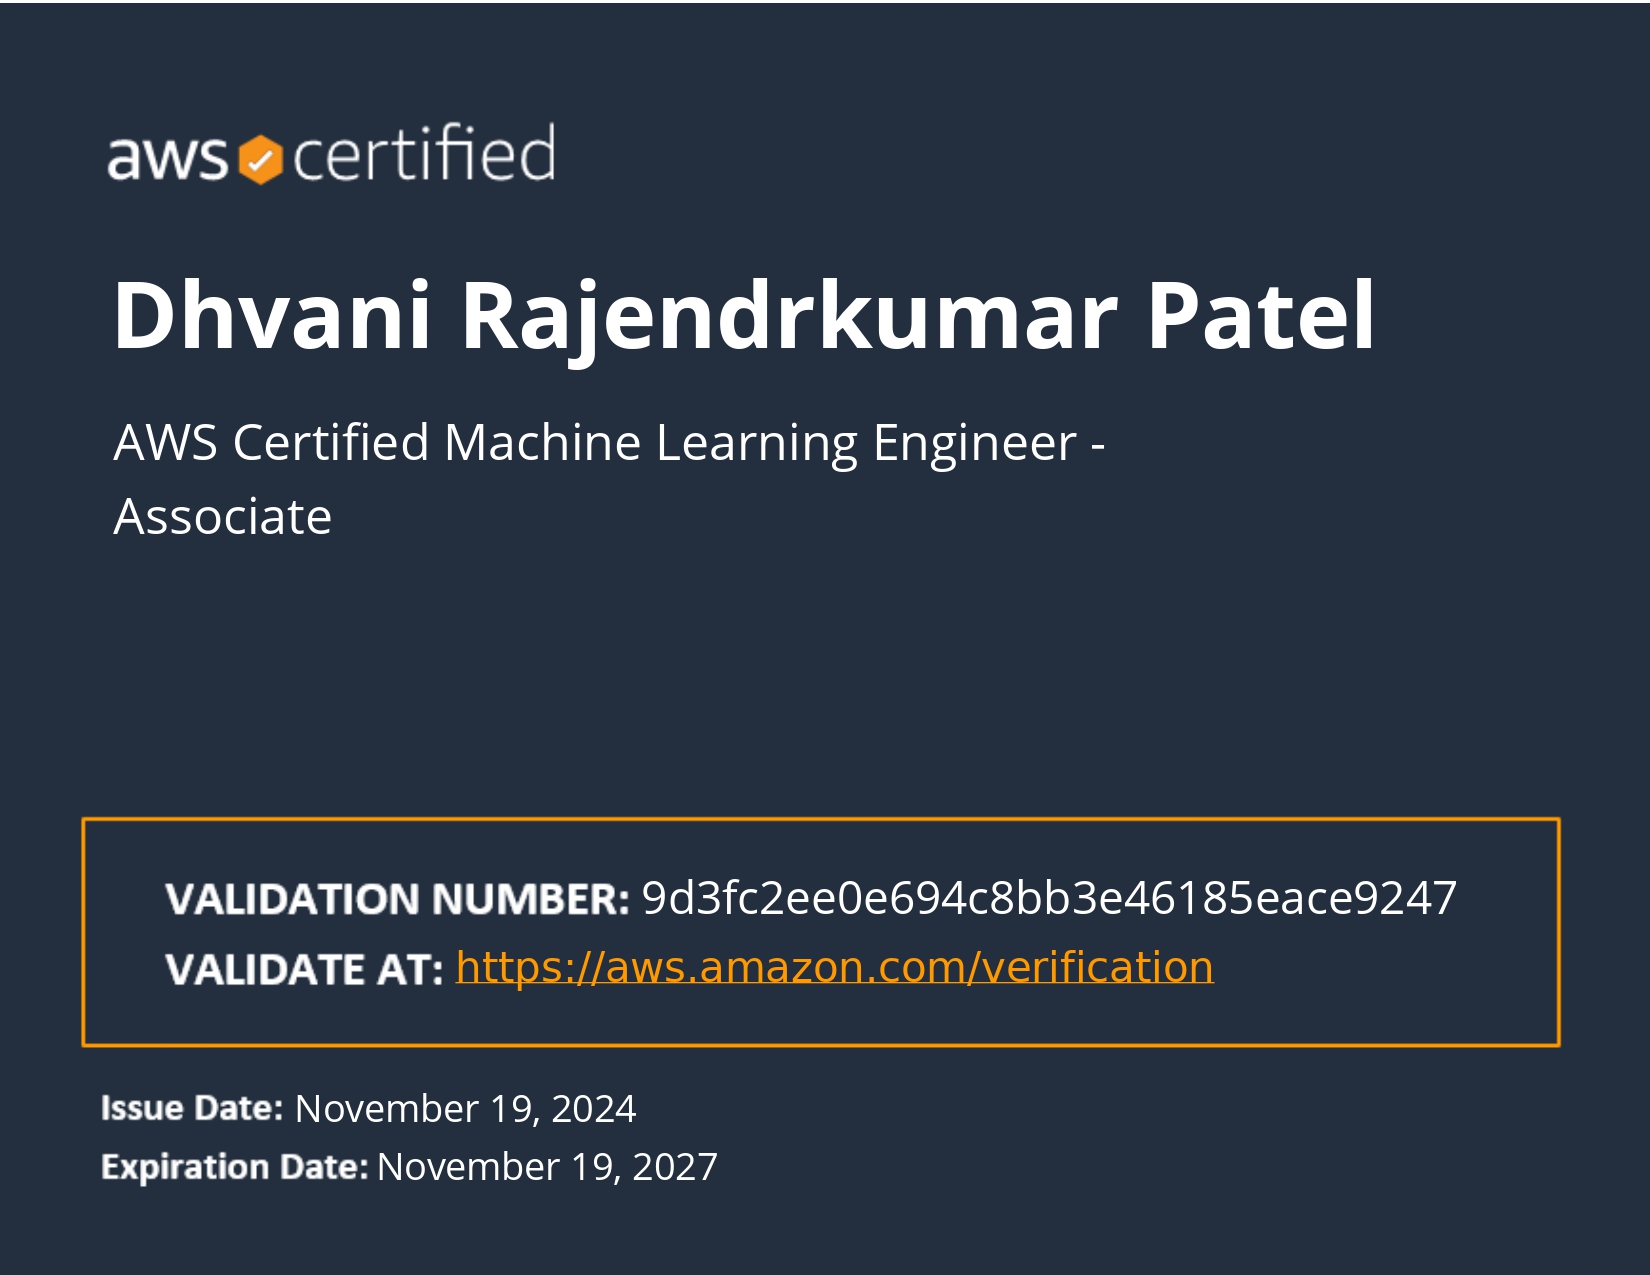 aws certified
Dhvani Rajendrkumar Patel
AWS Certified Machine Learning Engineer -
Associate
VALIDATION NUMBER: 9d3fc2ee0e694c8bb3e46185eace9247
VALIDATE AT: https://aws.amazon.com/verification
Issue Date: November 19, 2024
Expiration Date: November 19, 2027